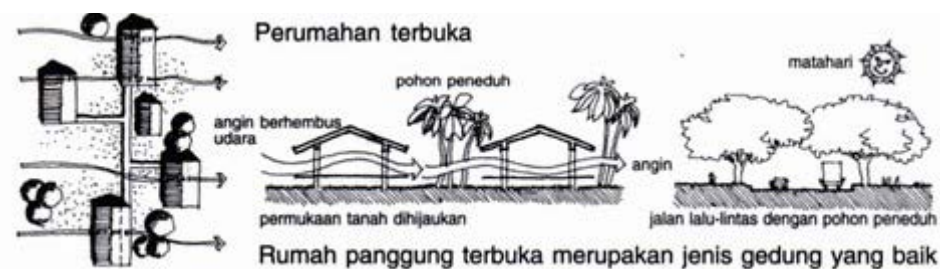 Perumahan terbuka
matahari
pohon peneduh
angin berhembus
udara
angin
permukaan tanah dihijaukan
jalan lalu-lintas dengan pohon peneduh
Rumah panggung terbuka merupakan jenis gedung yang baik